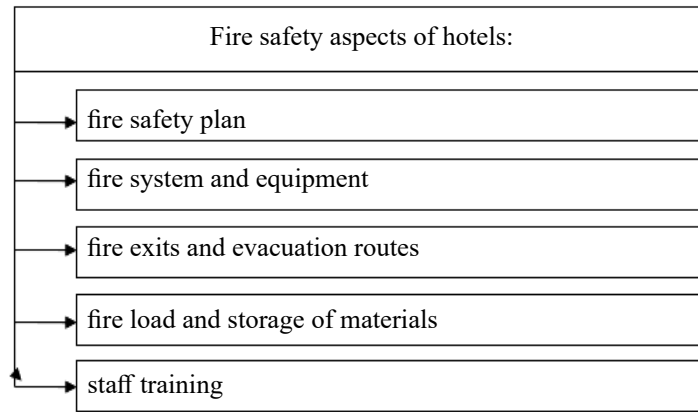 Fire safety aspects of hotels:
fire safety plan
fire system and equipment
fire exits and evacuation routes
fire load and storage of materials
staff training